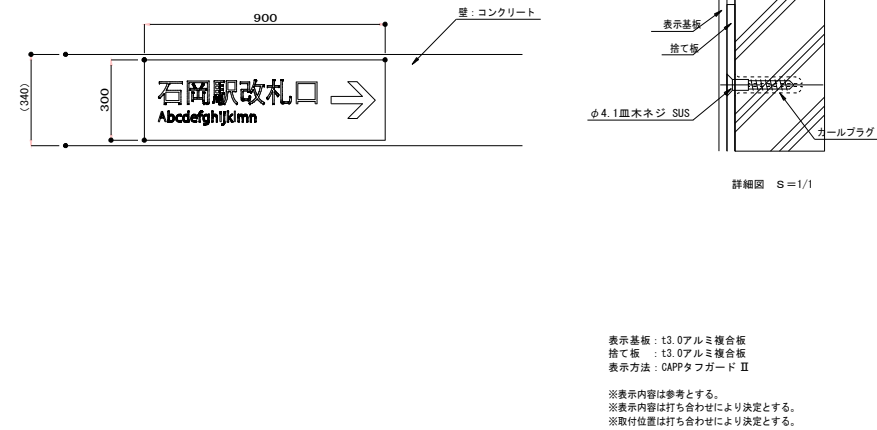 900
壁：コンクリート
(340)
300
石岡駅改札口
Abcdefghijklmn
表示基板
捨て板
φ4.1皿木ネジ SUS
カールプラグ
詳細図 S＝1/1
表示基板：t3.0アルミ複合板
捨て板 ：t3.0アルミ複合板
表示方法：CAPPタフガード Ⅱ
※表示内容は参考とする。
※表示内容は打ち合わせにより決定とする。
※取付位置は打ち合わせにより決定とする。